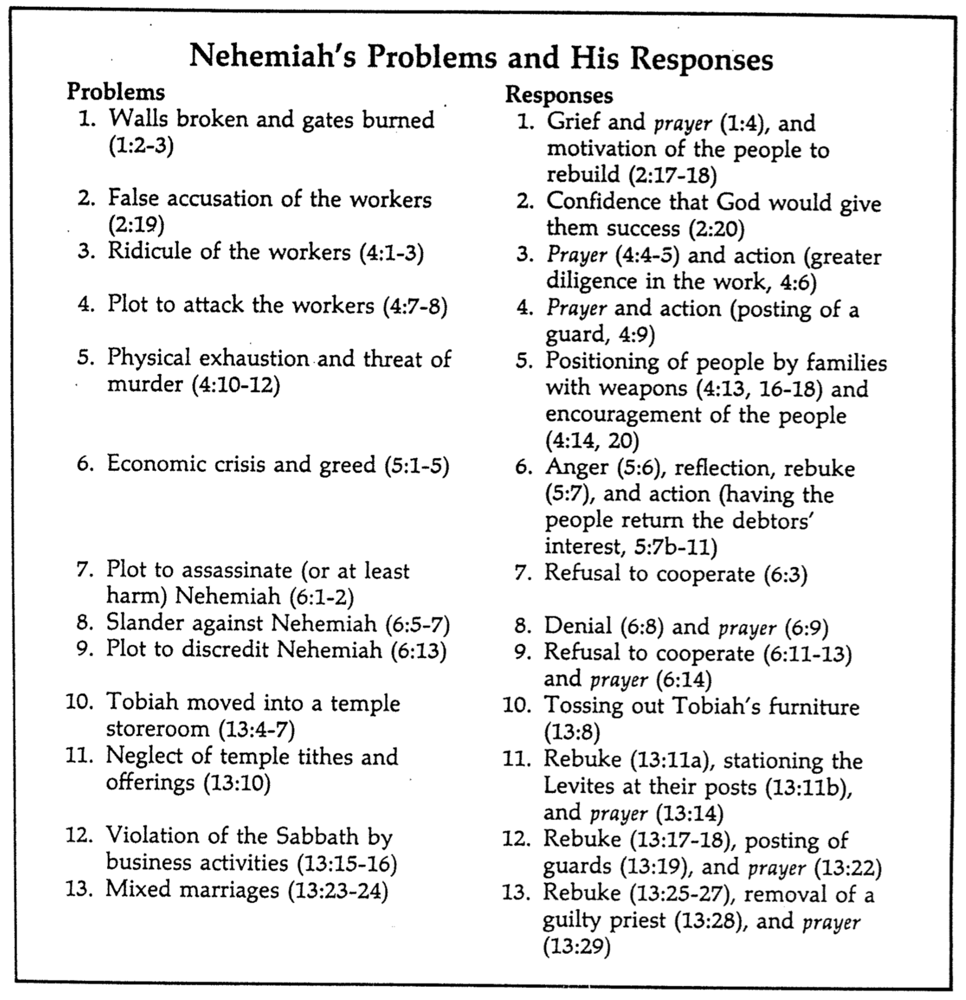 Nehemiah's Problems and His Responses
Problems
1. Walls broken and gates burned
(1:2-3)
2. False accusation of the workers
(2:19)
3. Ridicule of the workers (4:1-3)
4. Plot to attack the workers (4:7-8)
5. Physical exhaustion and threat of
murder (4:10-12)
6. Economic crisis and greed (5:1-5)
7. Plot to assassinate (or at least
harm) Nehemiah (6:1-2)
8. Slander against Nehemiah (6:5-7)
9. Plot to discredit Nehemiah (6:13)
10. Tobiah moved into a temple
storeroom (13:4-7)
11. Neglect of temple tithes and
offerings (13:10)
12. Violation of the Sabbath by
business activities (13:15-16)
13. Mixed marriages (13:23-24)
Responses
1. Grief and prayer (1:4), and
motivation of the people to
rebuild (2:17-18)
2. Confidence that God would give
them success (2:20)
3. Prayer (4:4-5) and action (greater
diligence in the work, 4:6)
4. Prayer and action (posting of a
guard, 4:9)
5. Positioning of people by families
with weapons (4:13, 16-18) and
encouragement of the people
(4:14, 20)
6. Anger (5:6), reflection, rebuke
(5:7), and action (having the
people return the debtors'
interest, 5:7b-11)
7. Refusal to cooperate (6:3)
8. Denial (6:8) and prayer (6:9)
9. Refusal to cooperate (6:11-13)
and prayer (6:14)
10. Tossing out Tobiah's furniture
(13:8)
11. Rebuke (13:11a), stationing the
Levites at their posts (13:11b),
and prayer (13:14)
12. Rebuke (13:17-18), posting of
guards (13:19), and prayer (13:22)
13. Rebuke (13:25-27), removal of a
guilty priest (13:28), and prayer
(13:29)